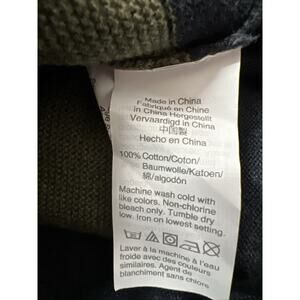 Made in China
Fabriqué en Chine
in China Hergestellt
Vervaardigd in China
中国製
Hecho en China
100% Cotton/Coton/
Baumwolle/Katoen/
綿/algodón
Machine wash cold with
like colors. Non-chlorine
bleach only. Tumble dry
low. Iron on lowest setting.
Laver à la machine à l'eau
froide avec des couleurs
similaires. Agent de
blanchiment sans chlore